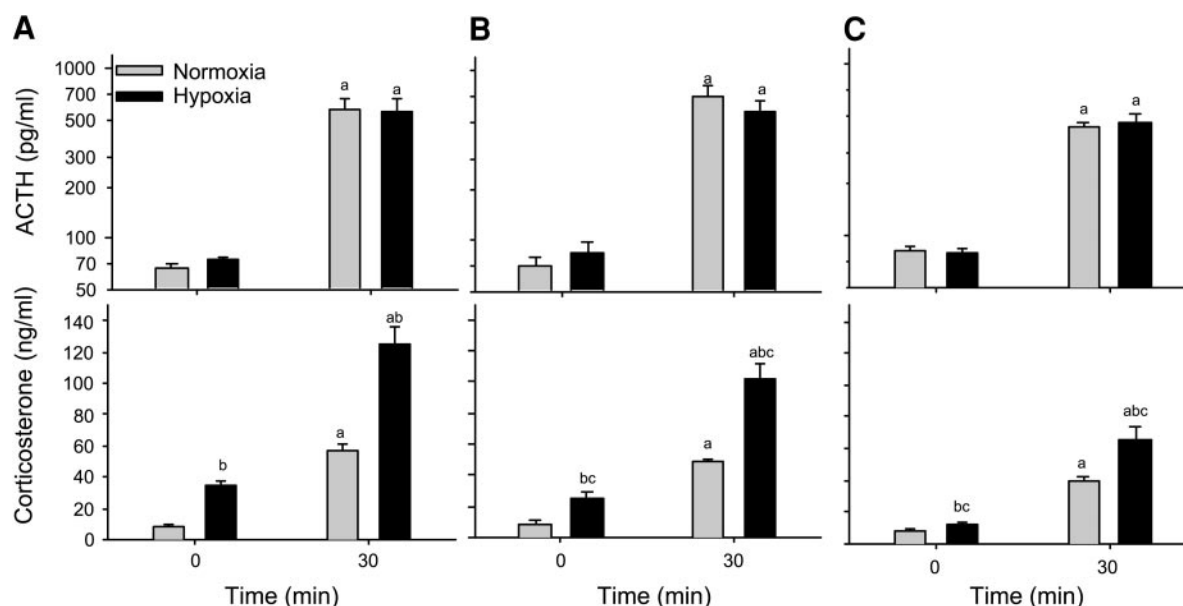 A
B
C
Normoxia
Hypoxia
ACTH (pg/ml)
1000
700
500
300
200
100
70
50
a a
a a
a a
Corticosterone (ng/ml)
140
120
100
80
60
40
20
0
b a ab
bc a abc
bc a abc
0 30
0 30
0 30
Time (min)
Time (min)
Time (min)